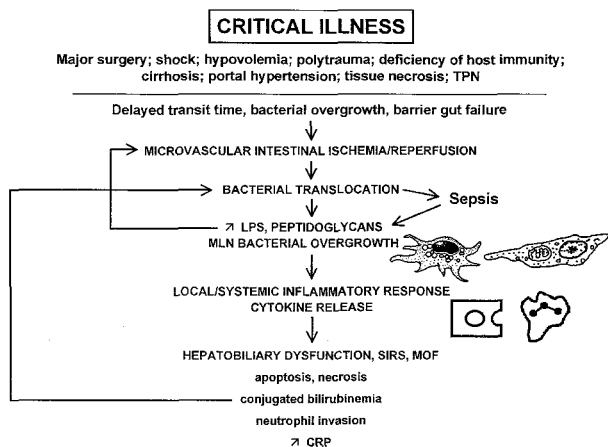 CRITICAL ILLNESS
Major surgery; shock; hypovolemia; polytrauma; deficiency of host immunity;
cirrhosis; portal hypertension; tissue necrosis; TPN
Delayed transit time, bacterial overgrowth, barrier gut failure
MICROVASCULAR INTESTINAL ISCHEMIA/REPERFUSION
BACTERIAL TRANSLOCATION
Sepsis
↗ LPS, PEPTIDOGLYCANS
MLN BACTERIAL OVERGROWTH
LOCAL/SYSTEMIC INFLAMMATORY RESPONSE
CYTOKINE RELEASE
HEPATOBILIARY DYSFUNCTION, SIRS, MOF
apoptosis, necrosis
conjugated bilirubinemia
neutrophil invasion
↗ CRP